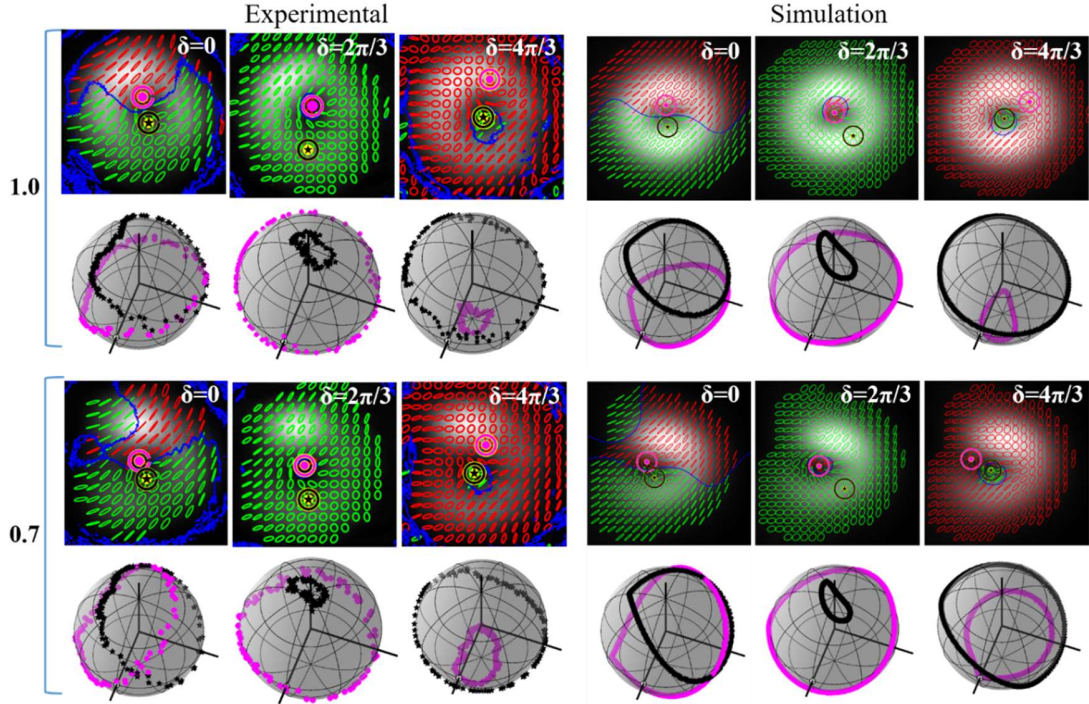 Experimental Simulation
δ=0 δ=2π/3 δ=4π/3 δ=0 δ=2π/3 δ=4π/3
1.0
δ=0 δ=2π/3 δ=4π/3 δ=0 δ=2π/3 δ=4π/3
0.7